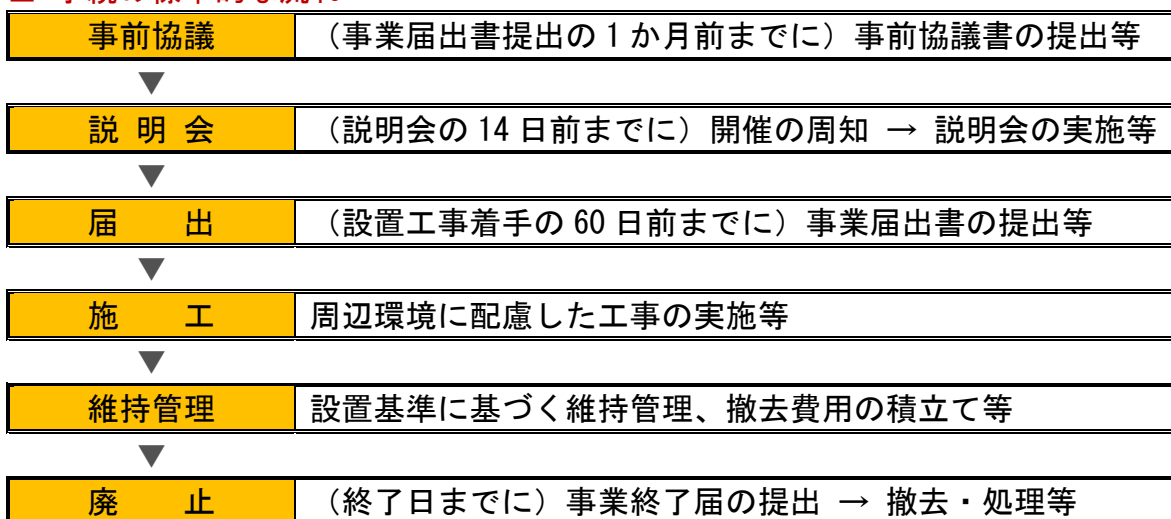 事前協議 （事業届出書提出の１か月前までに）事前協議書の提出等
▼
説 明 会 （説明会の 14 日前までに）開催の周知 → 説明会の実施等
▼
届 出 （設置工事着手の 60 日前までに）事業届出書の提出等
▼
施 工 周辺環境に配慮した工事の実施等
▼
維持管理 設置基準に基づく維持管理、撤去費用の積立て等
▼
廃 止 （終了日までに）事業終了届の提出 → 撤去・処理等